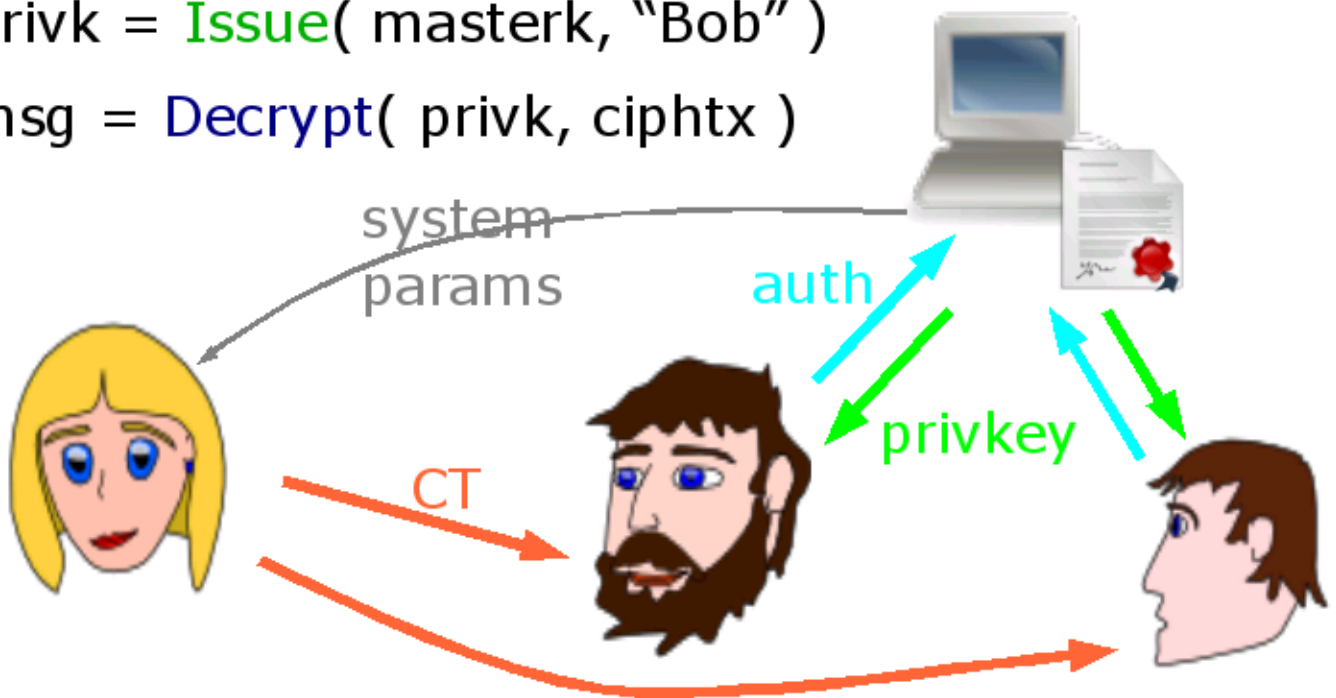 rivk = Issue( masterk, “Bob” )
nsg = Decrypt( privk, ciphtx )
system
params
auth
privkey
CT